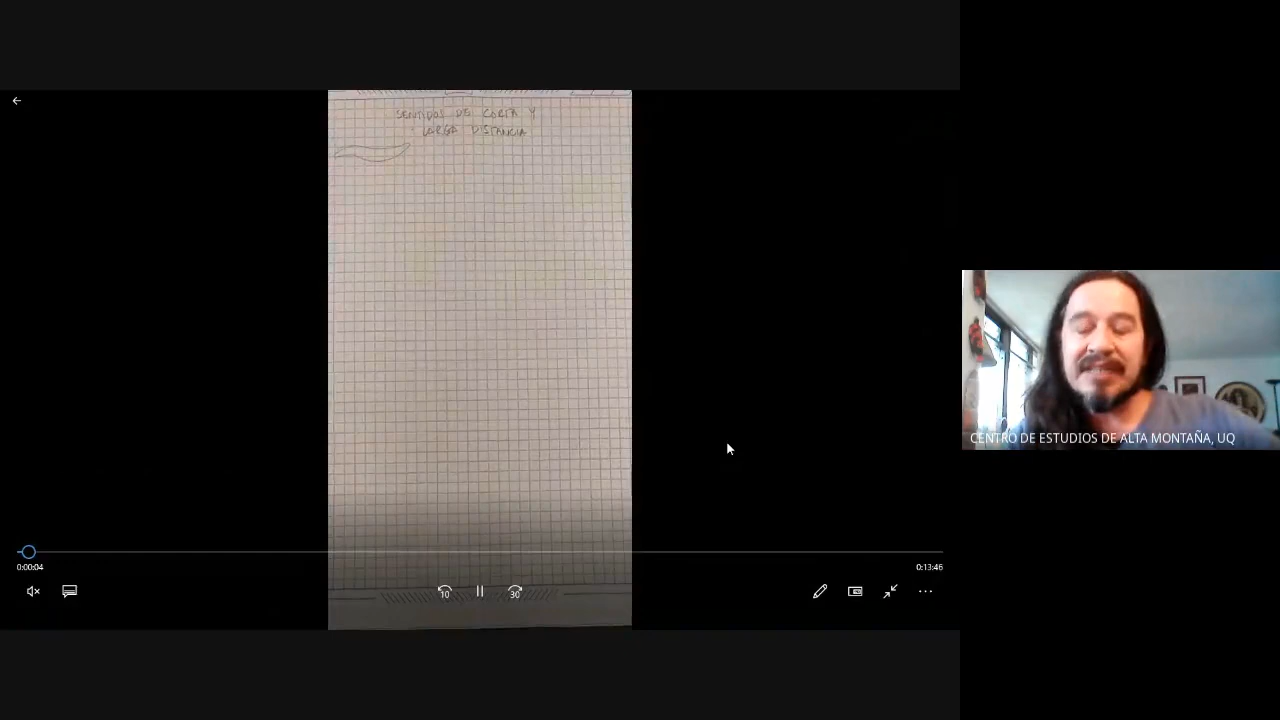 SENTIDOS DE CORTA Y
LARGA DISTANCIA
CENTRO DE ESTUDIOS DE ALTA MONTAÑA, UQ
0:00:04
0:13:46
10
30